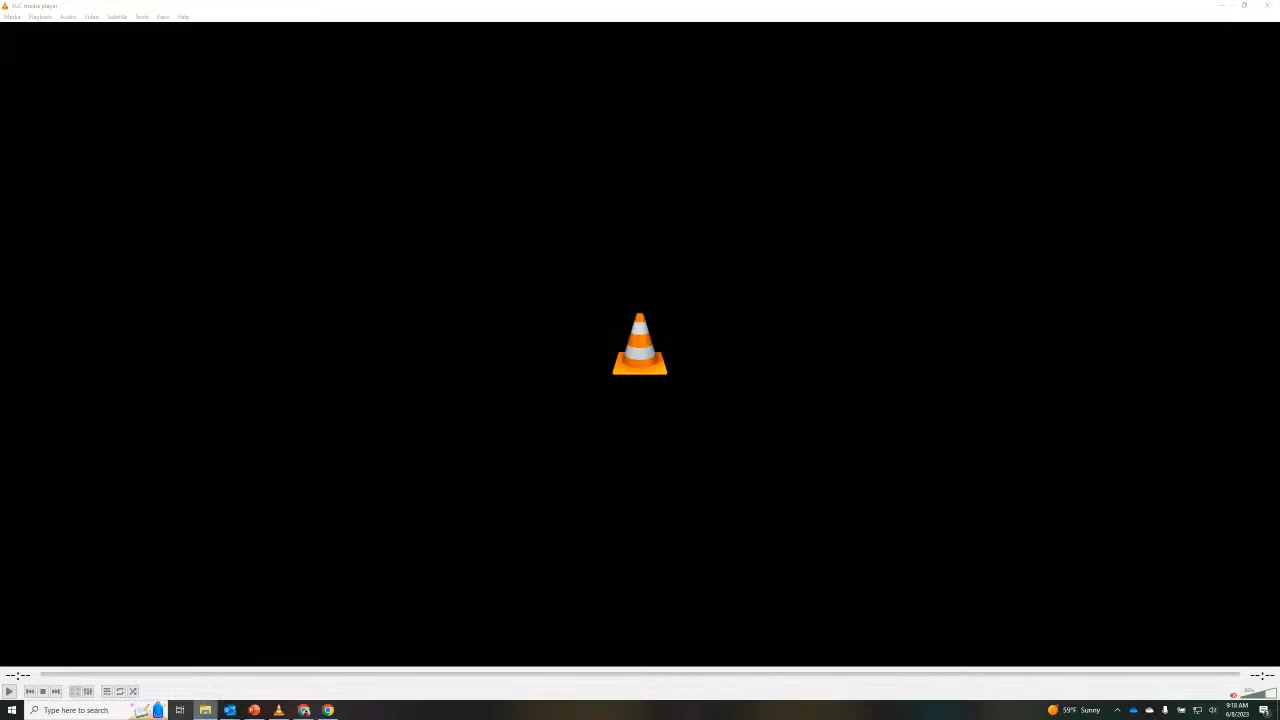 VLC media player
Media Playback Audio Video Subtitle Tools View Help
--:-- --:--
85%
Type here to search
59°F Sunny
9:18 AM
6/8/2023